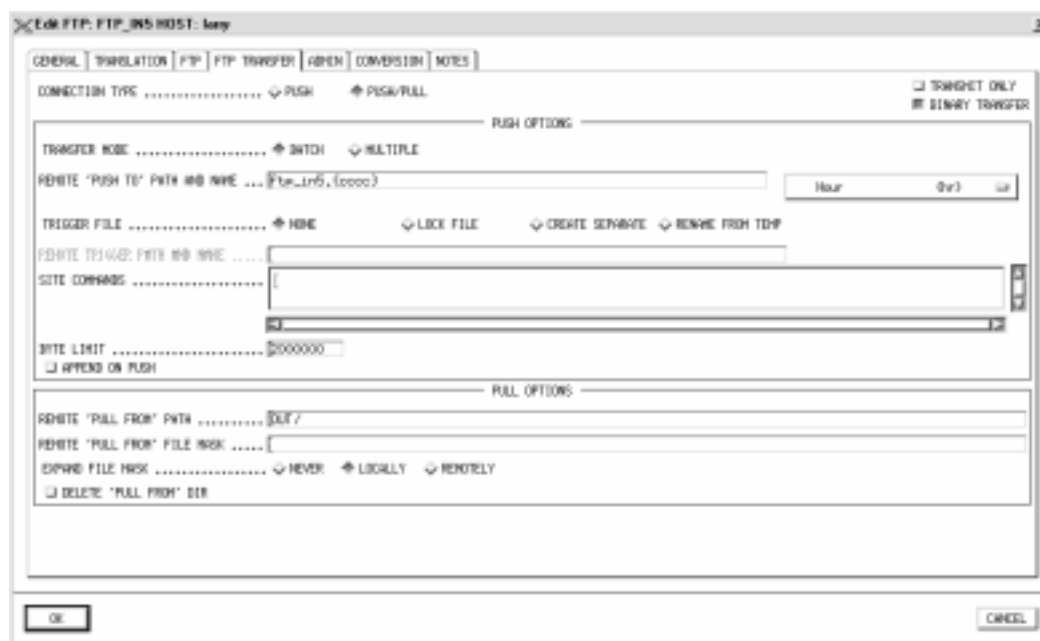 Edit FTP: FTP_IN5 HOST: lany
GENERAL TRANSLATION FTP FTP TRANSFER ADMIN CONVERSION NOTES
CONNECTION TYPE ................... PUSH PUSH/PULL
TRANSMIT ONLY
BINARY TRANSFER
PUSH OPTIONS
TRANSFER MODE ..................... BATCH MULTIPLE
REMOTE "PUSH TO" PATH AND NAME ...
Hour (hr)
TRIGGER FILE ...................... NONE LOCK FILE CREATE SEPARATE RENAME FROM TEMP
REMOTE TRIGGER PATH AND NAME .....
SITE COMMANDS .....................
BYTE LIMIT ........................ 2000000
APPEND ON PUSH
PULL OPTIONS
REMOTE "PULL FROM" PATH .......... OUT/
REMOTE "PULL FROM" FILE MASK .....
EXPAND FILE MASK .................. NEVER LOCALLY REMOTELY
DELETE "PULL FROM" DIR
OK CANCEL